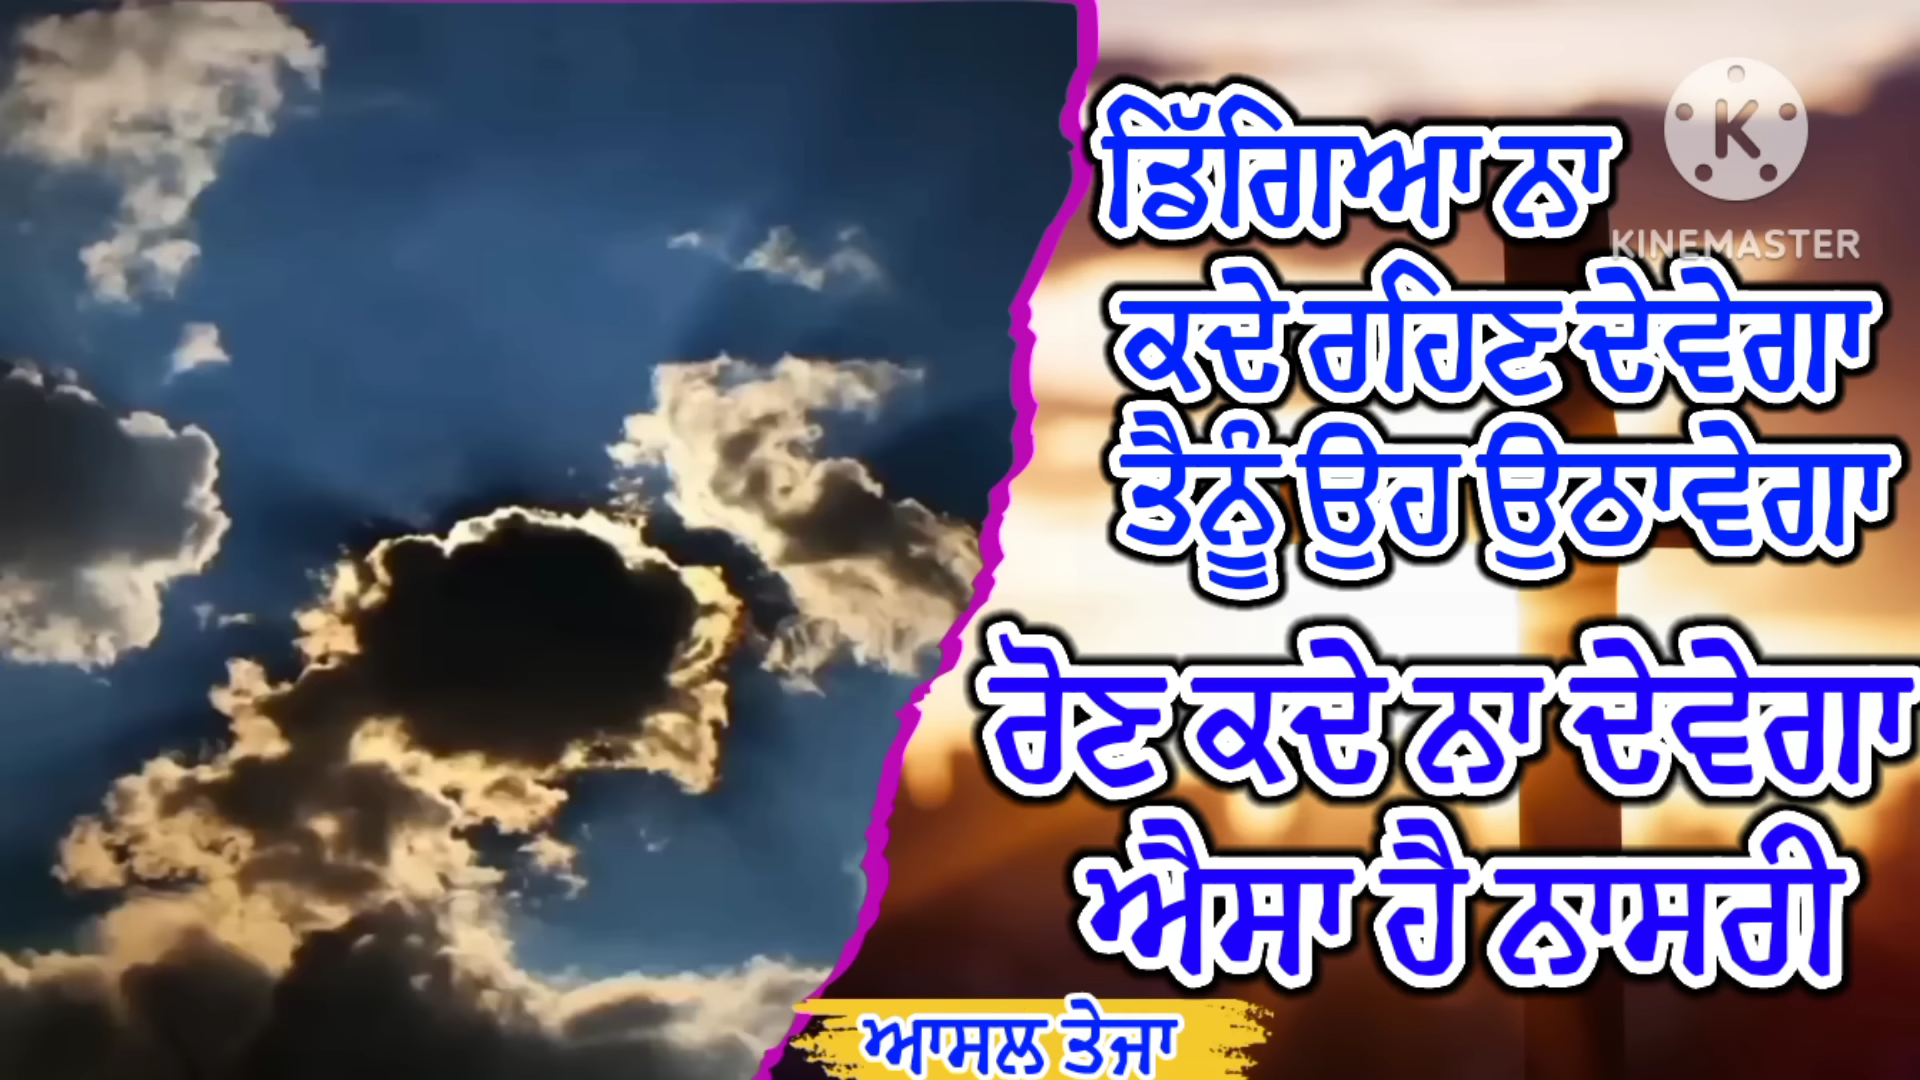 ਡਿੱਗਿਆ ਨਾ
KINEMASTER
ਕਦੇ ਰਹਿਣ ਦੇਵੇਗਾ
ਤੈਨੂੰ ਉਹ ਉਠਾਵੇਗਾ
ਰੋਣ ਕਦੇ ਨਾ ਦੇਵੇਗਾ
ਐਸਾ ਹੈ ਨਾਸਰੀ
ਆਸਲ ਤੇਜਾ